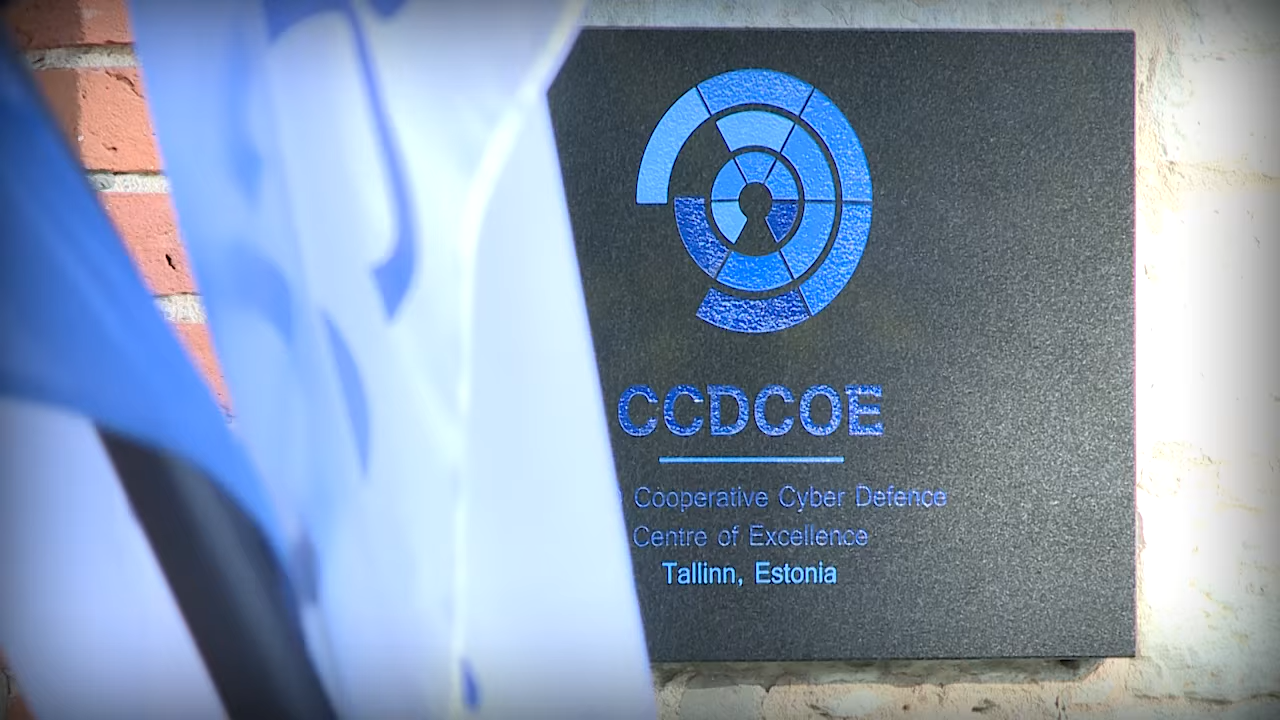 CCDCOE
Cooperative Cyber Defence
Centre of Excellence
Tallinn, Estonia